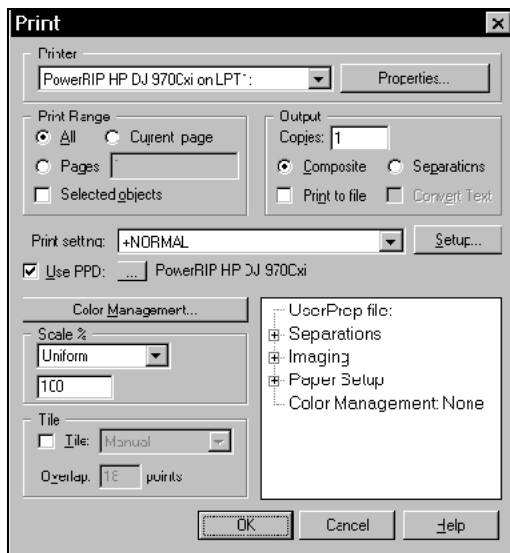 Print
Printer
PowerRIP HP DJ 970Cxi on LPT1:
Properties...
Print Range
All Current page
Pages
Selected objects
Output
Copies: 1
Composite Separations
Print to file Convert Text
Print setting: +NORMAL Setup...
Use PPD: ... PowerRIP HP DJ 970Cxi
Color Management...
Scale %
Uniform
100
Tile
Tile: Manual
Overlap: 18 points
UserPrep file:
Separations
Imaging
Paper Setup
Color Management: None
OK Cancel Help